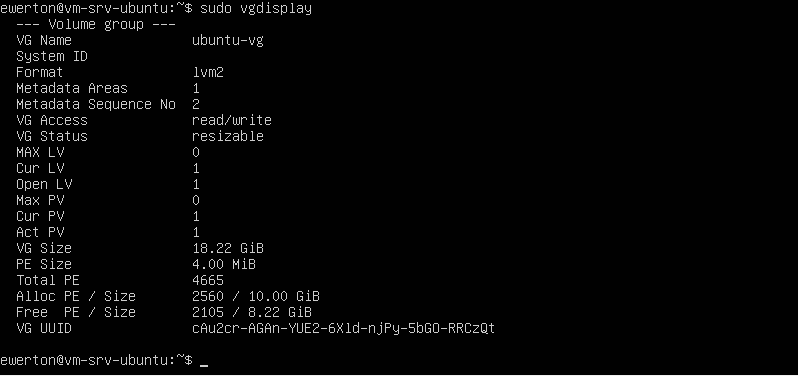 ewerton@vm-srv-ubuntu:~$ sudo vgdisplay
--- Volume group ---
VG Name ubuntu-vg
System ID
Format lvm2
Metadata Areas 1
Metadata Sequence No 2
VG Access read/write
VG Status resizable
MAX LV 0
Cur LV 1
Open LV 1
Max PV 0
Cur PV 1
Act PV 1
VG Size 18.22 GiB
PE Size 4.00 MiB
Total PE 4665
Alloc PE / Size 2560 / 10.00 GiB
Free PE / Size 2105 / 8.22 GiB
VG UUID cAu2cr-AGAn-YUE2-6Xld-njPy-5bGO-RRCzQt
ewerton@vm-srv-ubuntu:~$ _